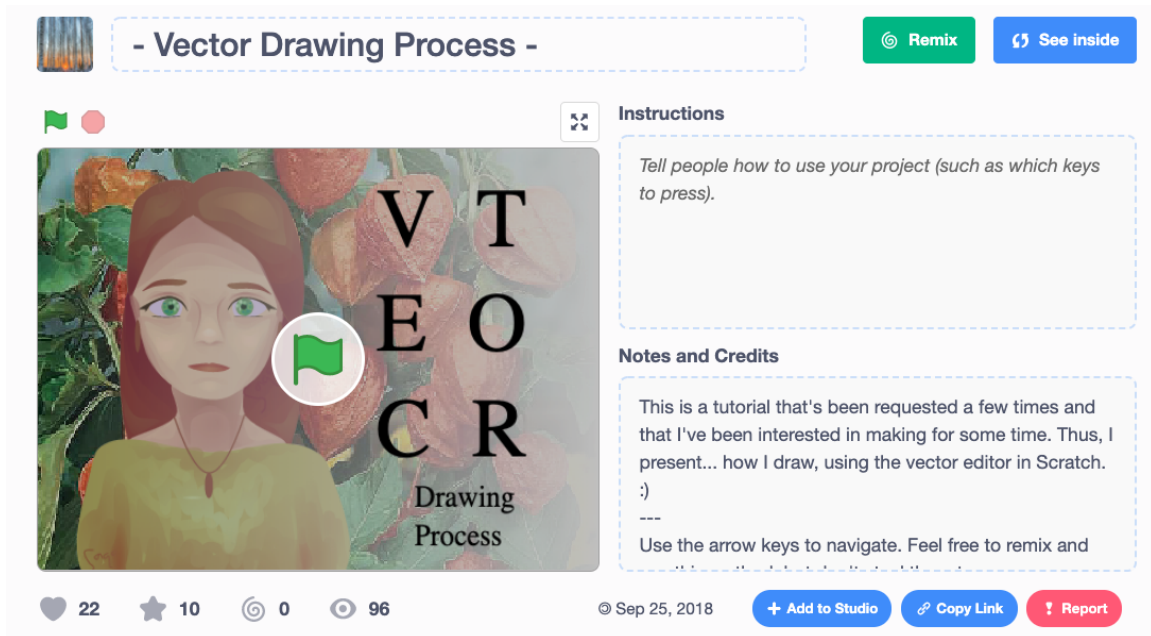 - Vector Drawing Process -
Remix
See inside
Instructions
Tell people how to use your project (such as which keys
to press).
V T
E O
C R
Drawing
Process
Notes and Credits
This is a tutorial that's been requested a few times and
that I've been interested in making for some time. Thus, I
present... how I draw, using the vector editor in Scratch.
:)
---
Use the arrow keys to navigate. Feel free to remix and
22
10
0
96
Sep 25, 2018
Add to Studio
Copy Link
Report